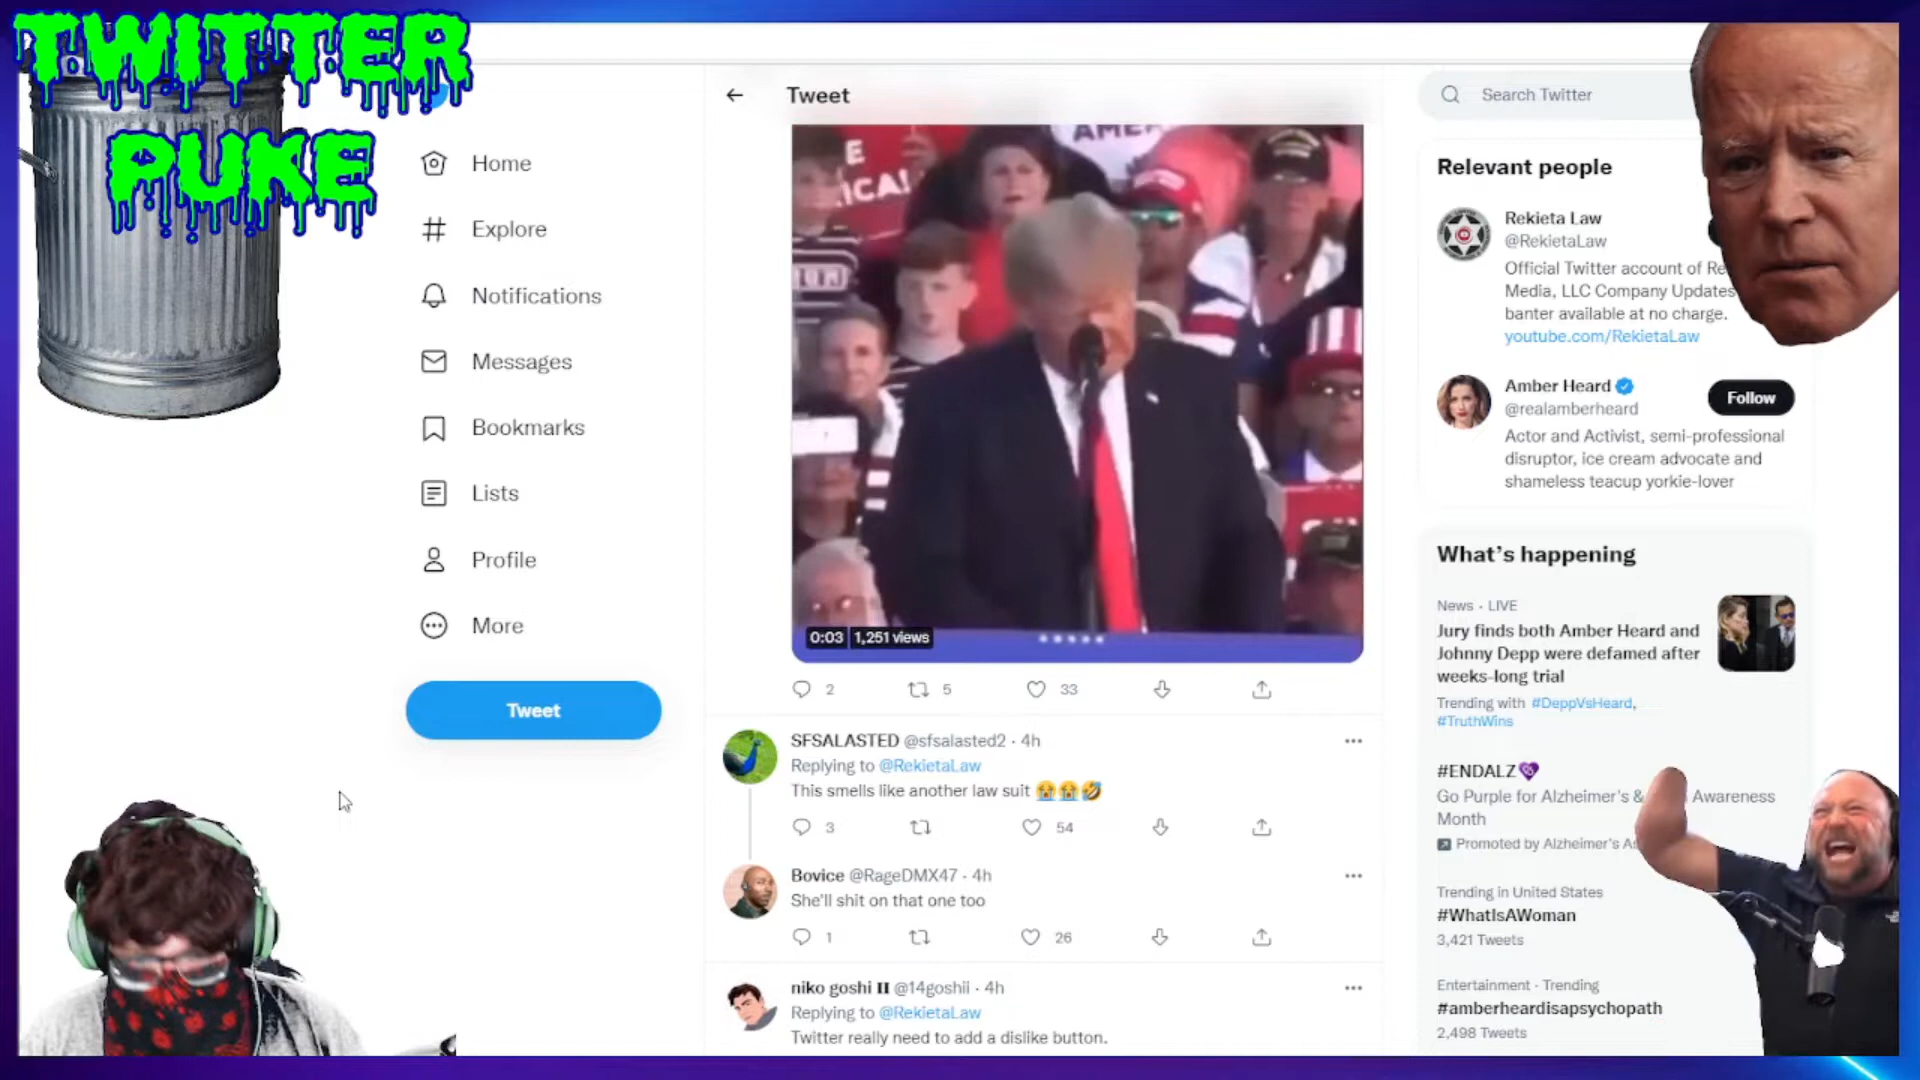 TWITTER
PUKE
Home
Explore
Notifications
Messages
Bookmarks
Lists
Profile
More
Tweet
Tweet
AMER
E
ICA!
0:03 1,251 views
2 5 33
SFSALASTED @sfsalasted2 · 4h
Replying to @RekietaLaw
This smells like another law suit 😭😭🤣
3 54
Bovice @RageDMX47 · 4h
She'll shit on that one too
1 26
niko goshi II @14goshii · 4h
Replying to @RekietaLaw
Twitter really need to add a dislike button.
Search Twitter
Relevant people
Rekieta Law
@RekietaLaw
Official Twitter account of Re
Media, LLC Company Updates
banter available at no charge.
youtube.com/RekietaLaw
Amber Heard
@realamberheard
Follow
Actor and Activist, semi-professional
disruptor, ice cream advocate and
shameless teacup yorkie-lover
What's happening
News · LIVE
Jury finds both Amber Heard and
Johnny Depp were defamed after
weeks-long trial
Trending with #DeppVsHeard,
#TruthWins
#ENDALZ💜
Go Purple for Alzheimer's & Awareness
Month
Promoted by Alzheimer's As
Trending in United States
#WhatIsAWoman
3,421 Tweets
Entertainment · Trending
#amberheardisapsychopath
2,498 Tweets